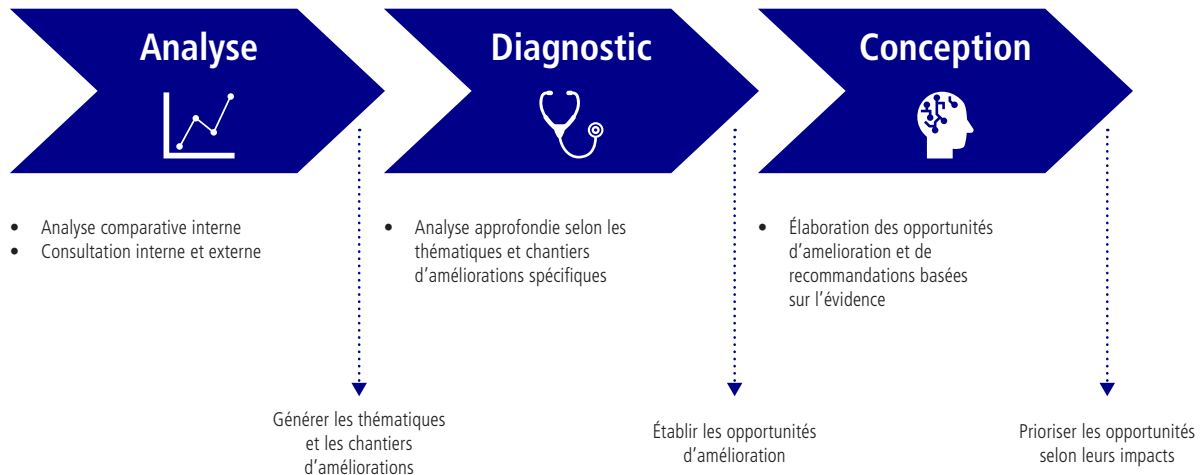 Analyse
Diagnostic
Conception
• Analyse comparative interne
• Consultation interne et externe
• Analyse approfondie selon les
thématiques et chantiers
d'améliorations spécifiques
• Élaboration des opportunités
d'amelioration et de
recommandations basées
sur l'évidence
Générer les thématiques
et les chantiers
d'améliorations
Établir les opportunités
d'amélioration
Prioriser les opportunités
selon leurs impacts